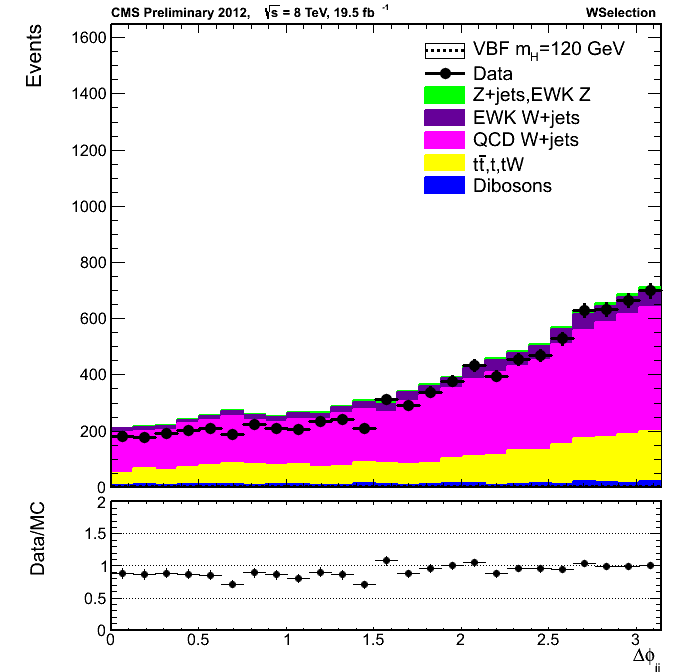 CMS Preliminary 2012, √s = 8 TeV, 19.5 fb⁻¹ WSelection
Events
1600
1400
1200
1000
800
600
400
200
0
VBF m_H=120 GeV
Data
Z+jets,EWK Z
EWK W+jets
QCD W+jets
tt̄,t,tW
Dibosons
Data/MC
2
1.5
1
0.5
0
0 0.5 1 1.5 2 2.5 3
Δϕ_jj